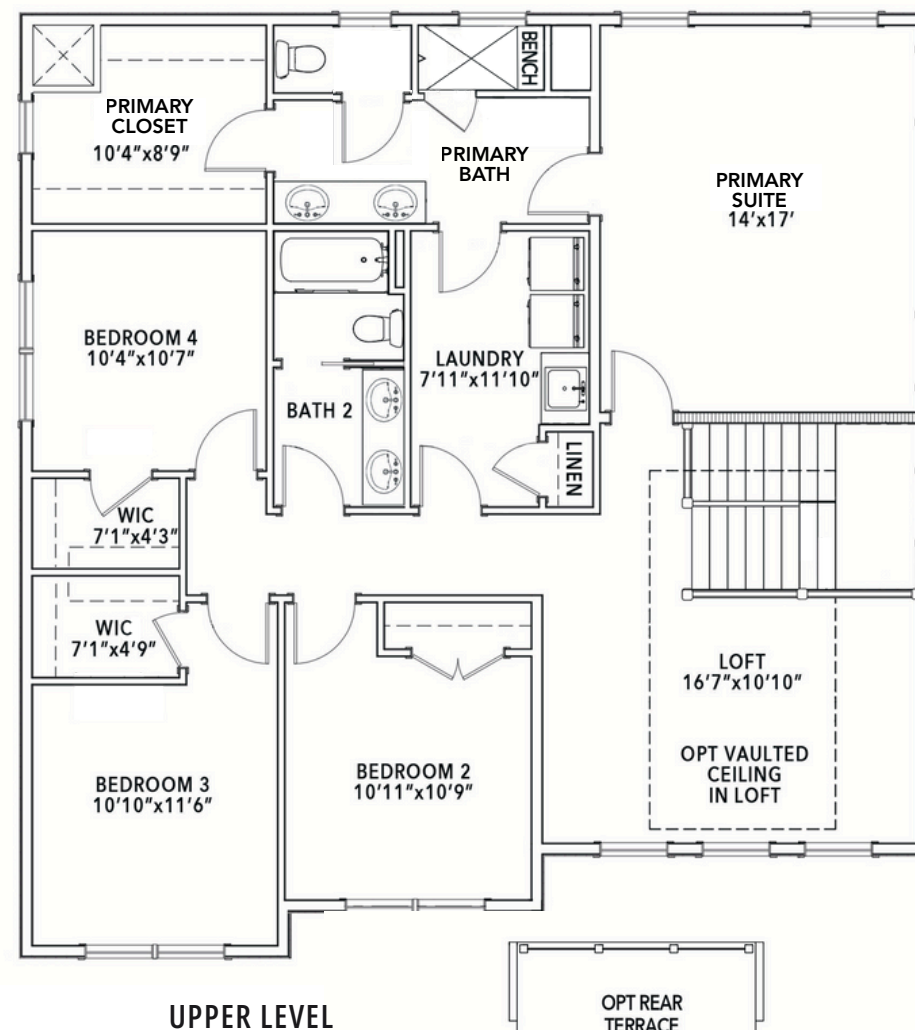 BENCH
PRIMARY
CLOSET
10'4"x8'9"
PRIMARY
BATH
PRIMARY
SUITE
14'x17'
BEDROOM 4
10'4"x10'7"
LAUNDRY
7'11"x11'10"
BATH 2
LINEN
WIC
7'1"x4'3"
WIC
7'1"x4'9"
LOFT
16'7"x10'10"
OPT VAULTED
CEILING
IN LOFT
BEDROOM 3
10'10"x11'6"
BEDROOM 2
10'11"x10'9"
UPPER LEVEL
OPT REAR
TERRACE